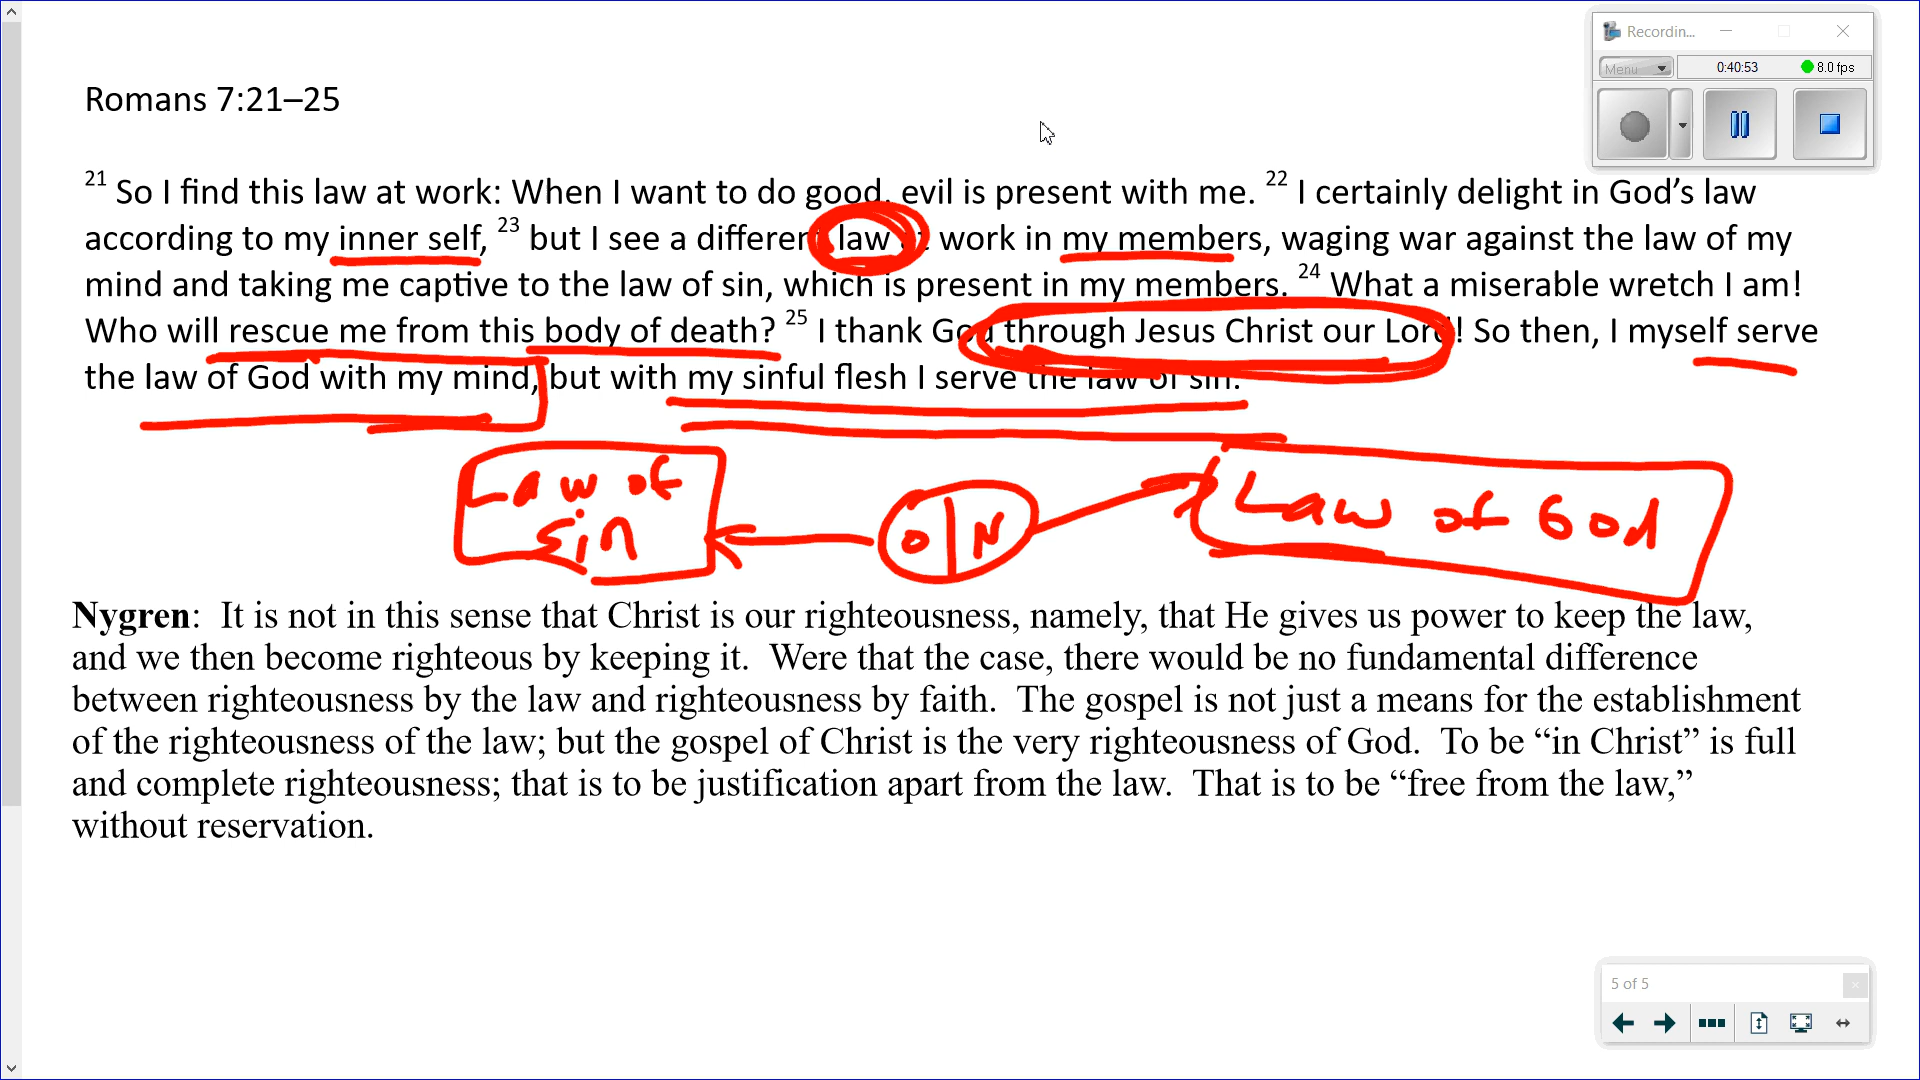 Recordin...
Menu
0:40:53
8.0 fps
Romans 7:21–25
21 So I find this law at work: When I want to do good, evil is present with me. 22 I certainly delight in God’s law
according to my inner self, 23 but I see a different law at work in my members, waging war against the law of my
mind and taking me captive to the law of sin, which is present in my members. 24 What a miserable wretch I am!
Who will rescue me from this body of death? 25 I thank God through Jesus Christ our Lord! So then, I myself serve
the law of God with my mind, but with my sinful flesh I serve the law of sin.
Law of
Sin
O | N
Law of God
Nygren:  It is not in this sense that Christ is our righteousness, namely, that He gives us power to keep the law,
and we then become righteous by keeping it.  Were that the case, there would be no fundamental difference
between righteousness by the law and righteousness by faith.  The gospel is not just a means for the establishment
of the righteousness of the law; but the gospel of Christ is the very righteousness of God.  To be “in Christ” is full
and complete righteousness; that is to be justification apart from the law.  That is to be “free from the law,”
without reservation.
5 of 5